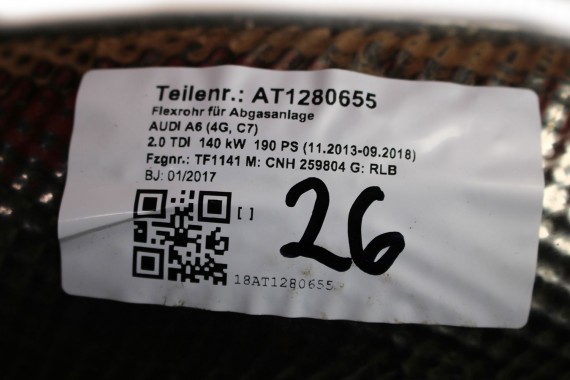 Teilenr.: AT1280655
Flexrohr für Abgasanlage
AUDI A6 (4G, C7)
2.0 TDI 140 kW 190 PS (11.2013-09.2018)
Fzgnr.: TF1141 M: CNH 259804 G: RLB
BJ: 01/2017
[ ]
26
18AT1280655